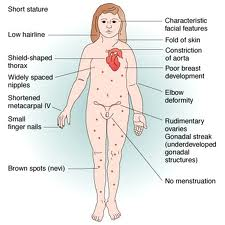 Short stature
Low hairline
Shield-shaped
thorax
Widely spaced
nipples
Shortened
metacarpal IV
Small
finger nails
Brown spots (nevi)
Characteristic
facial features
Fold of skin
Constriction
of aorta
Poor breast
development
Elbow
deformity
Rudimentary
ovaries
Gonadal streak
(underdeveloped
gonadal
structures)
No menstruation